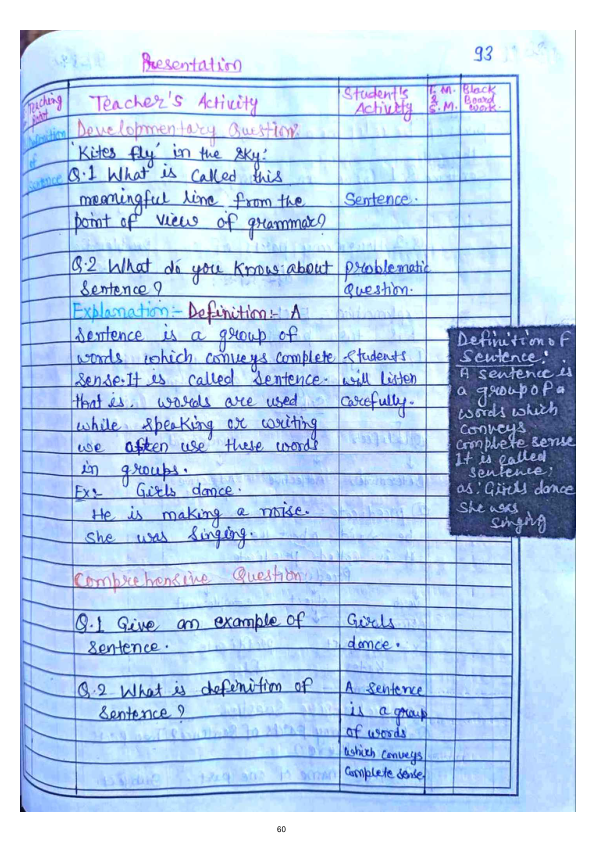 93
Presentation
Teaching point
Teacher's Activity
Student's Activity
T.M. & S.M.
Black Board work.
Definition of Sentence
Developmentary Question:
'Kites fly' in the sky:'
Q.1 What is called this
meaningful line from the
point of view of grammar?
Sentence.
Q.2 What do you know about
Sentence?
Problematic
Question.
Explanation:- Definition:- A
Sentence is a group of
words which conveys complete
sense. It is called sentence.
that is. words are used
while speaking or writing
we often use these words
in groups.
Students
will listen
carefully.
Ex:- Girls dance.
He is making a noise.
She was Singing.
Definition of
Sentence:
A sentence is
a group of a
words which
conveys
complete sense
It is called
sentence;
as: Girls dance
She was
Singing
Comprehensive Question
Q.1 Give an example of
Sentence.
Girls
dance.
Q.2 What is definition of
Sentence?
A Sentence
is a group
of words
which conveys
Complete sense.
60